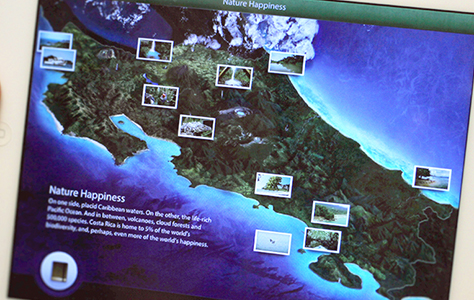 Nature Happiness
Nature Happiness
On one side, placid Caribbean waters. On the other, the life-rich
Pacific Ocean. And in between, volcanoes, cloud forests and
500,000 species. Costa Rica is home to 5% of the world's
biodiversity, and, perhaps, even more of the world's happiness.